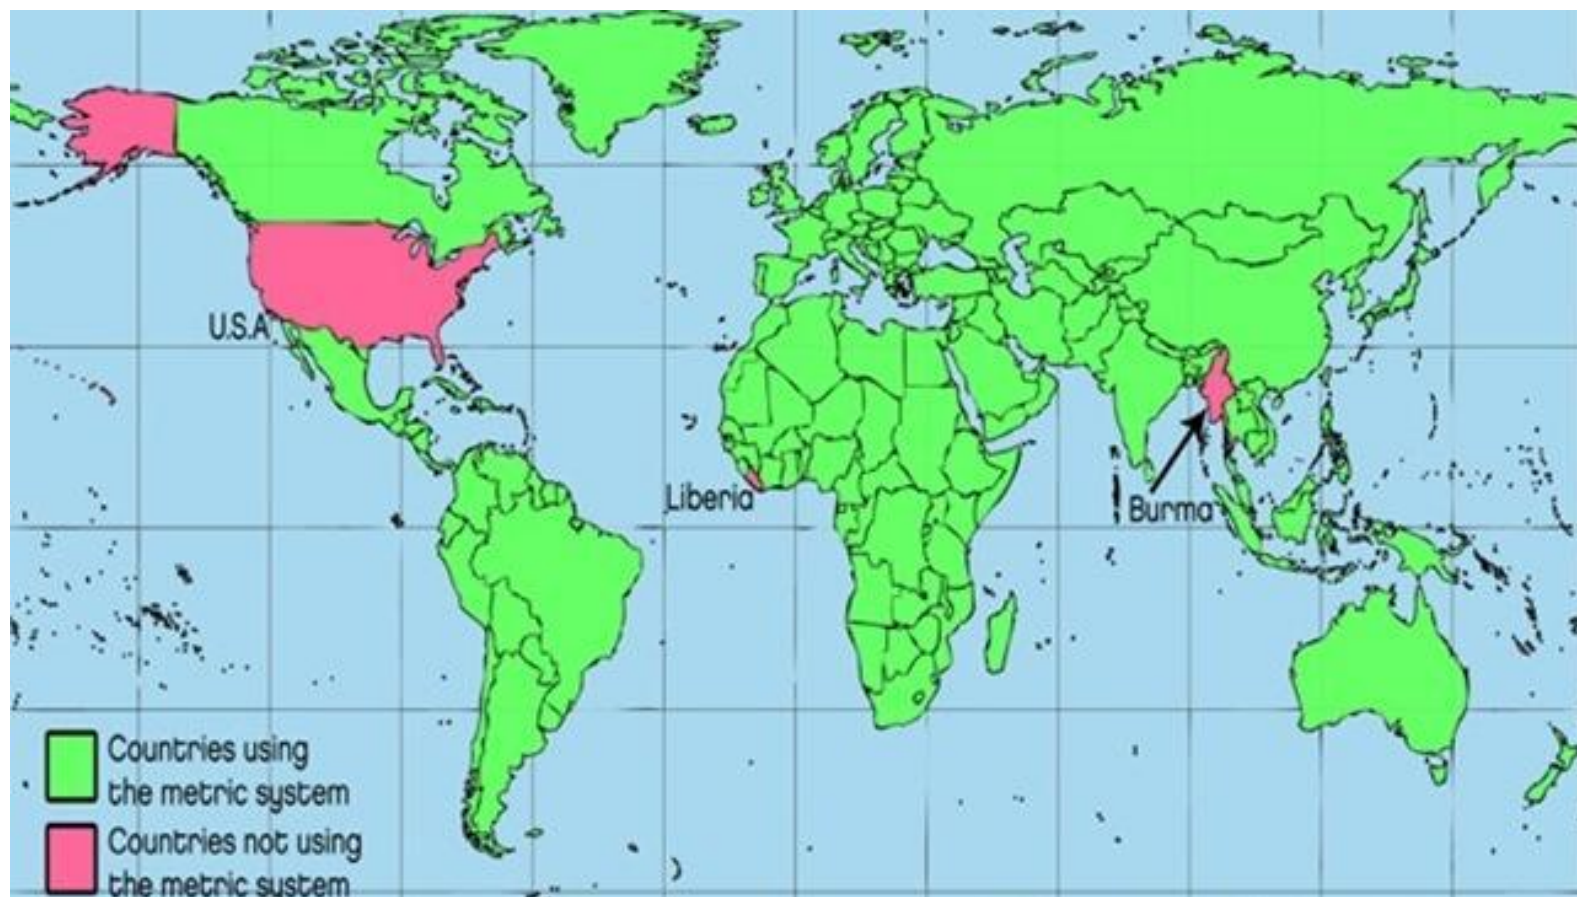 U.S.A
Liberia
Burma
Countries using
the metric system
Countries not using
the metric system